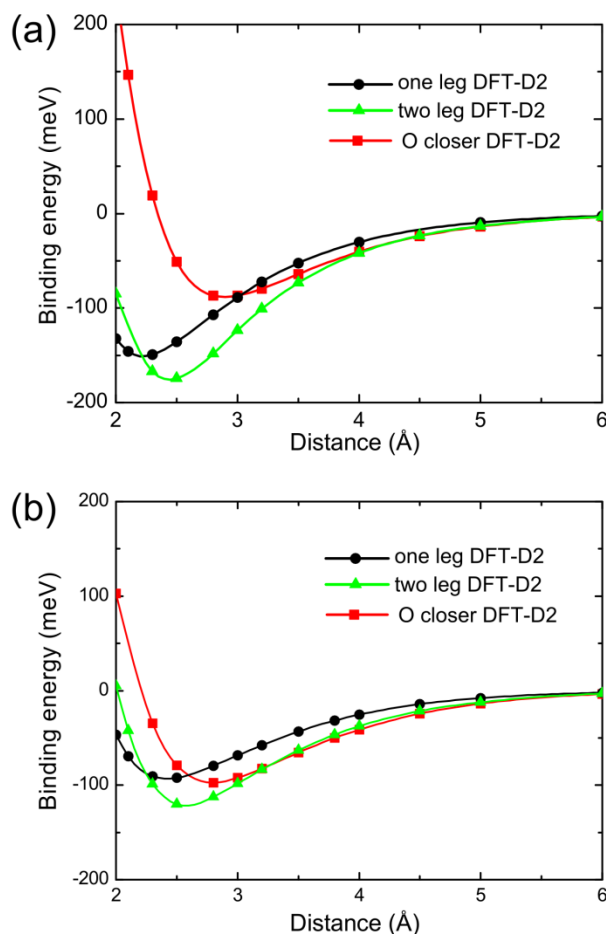 (a)
200
100
0
-100
-200
Binding energy (meV)
one leg DFT-D2
two leg DFT-D2
O closer DFT-D2
2 3 4 5 6
Distance (Å)
(b)
200
100
0
-100
-200
Binding energy (meV)
one leg DFT-D2
two leg DFT-D2
O closer DFT-D2
2 3 4 5 6
Distance (Å)